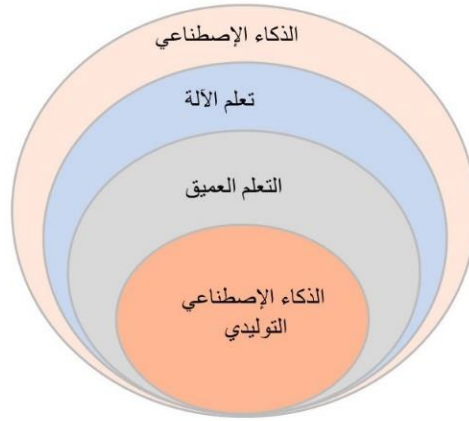 الذكاء الإصطناعي
تعلم الآلة
التعلم العميق
الذكاء الإصطناعي
التوليدي